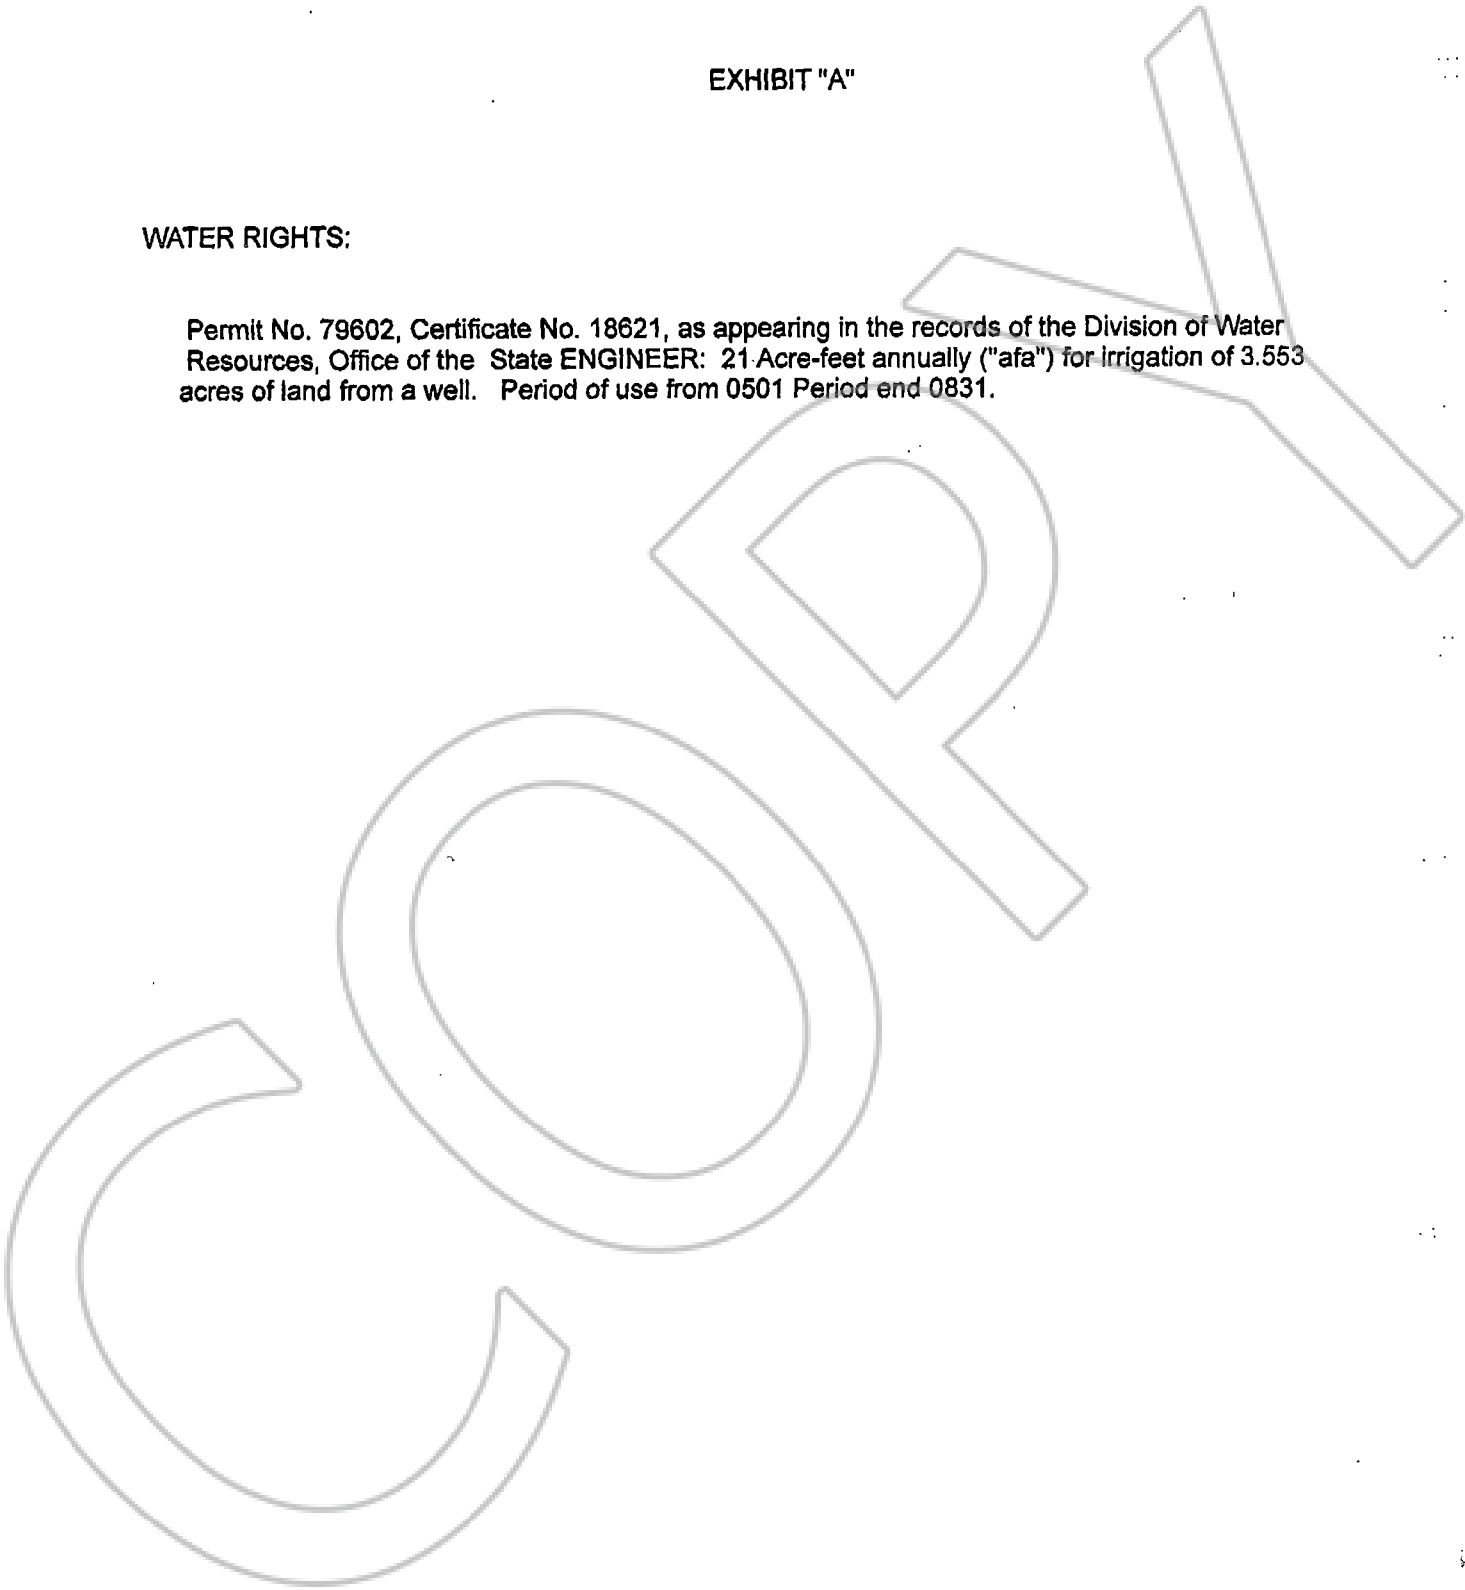 EXHIBIT "A"
WATER RIGHTS:
Permit No. 79602, Certificate No. 18621, as appearing in the records of the Division of Water
Resources, Office of the State ENGINEER: 21 Acre-feet annually ("afa") for irrigation of 3.553
acres of land from a well. Period of use from 0501 Period end 0831.
COPY